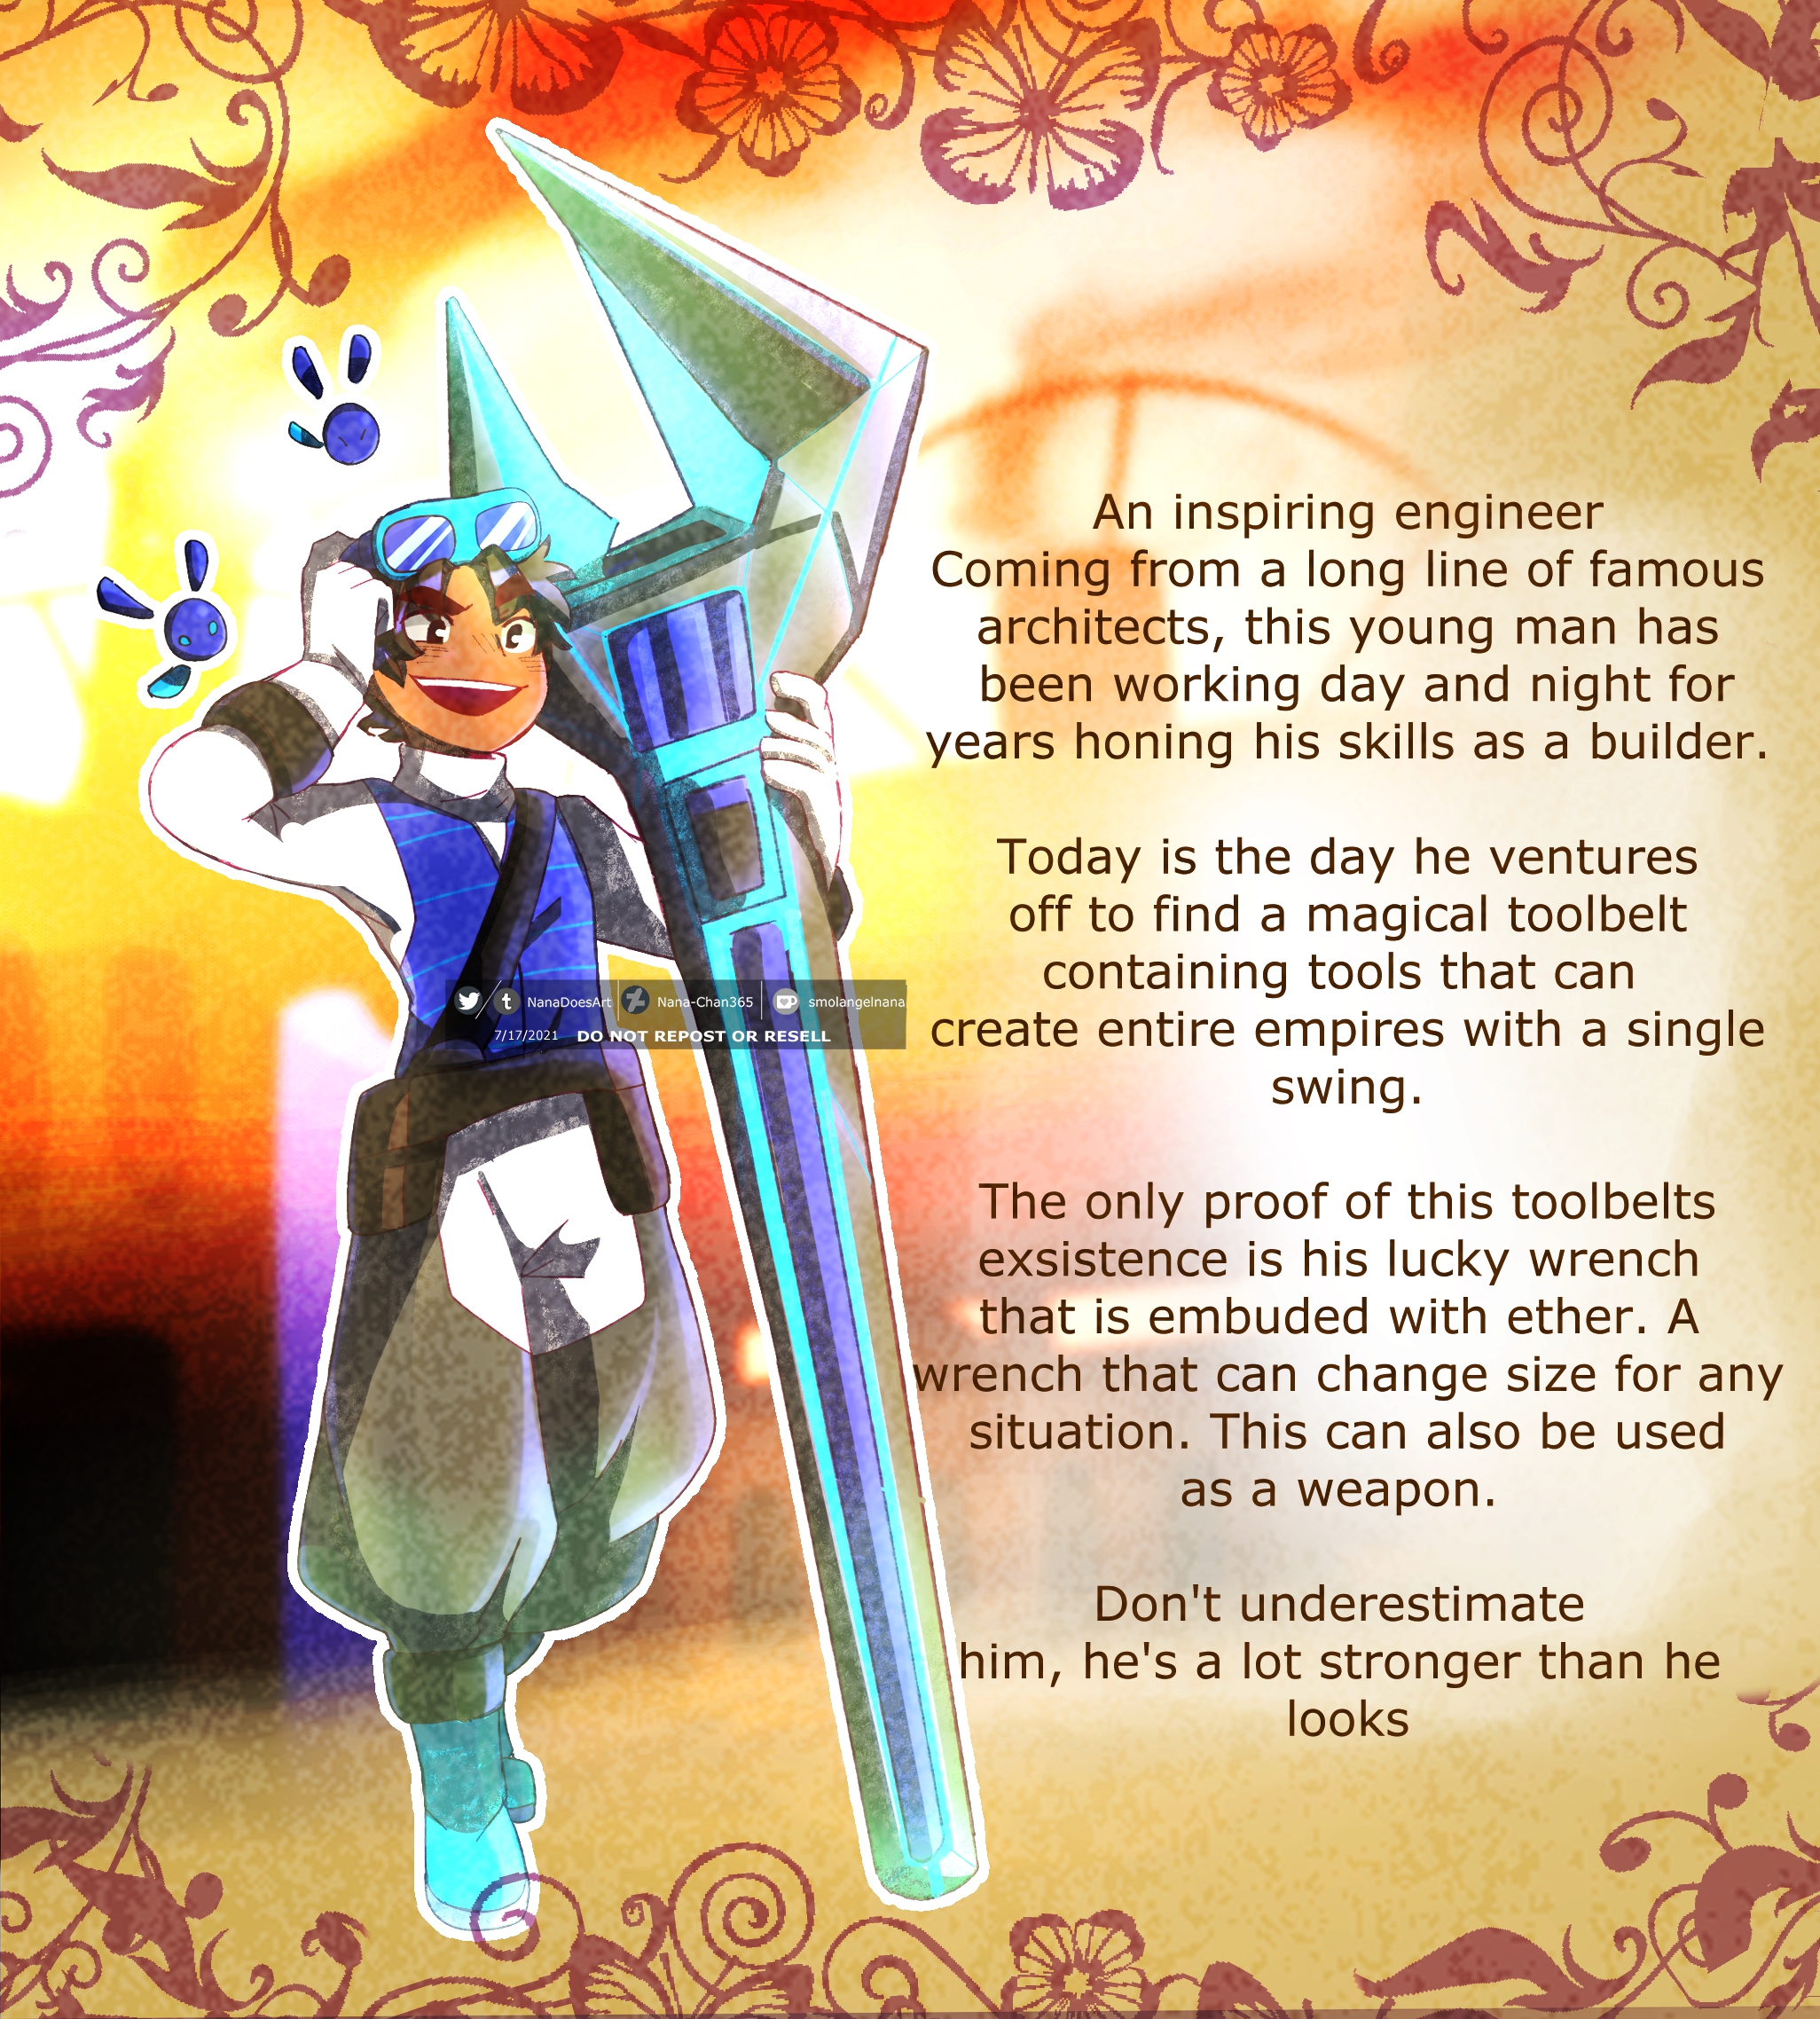 An inspiring engineer
Coming from a long line of famous
architects, this young man has
been working day and night for
years honing his skills as a builder.
Today is the day he ventures
off to find a magical toolbelt
containing tools that can
create entire empires with a single
swing.
The only proof of this toolbelts
exsistence is his lucky wrench
that is embuded with ether. A
wrench that can change size for any
situation. This can also be used
as a weapon.
Don't underestimate
him, he's a lot stronger than he
looks
NanaDoesArt Nana-Chan365 smolangelnana
7/17/2021 DO NOT REPOST OR RESELL